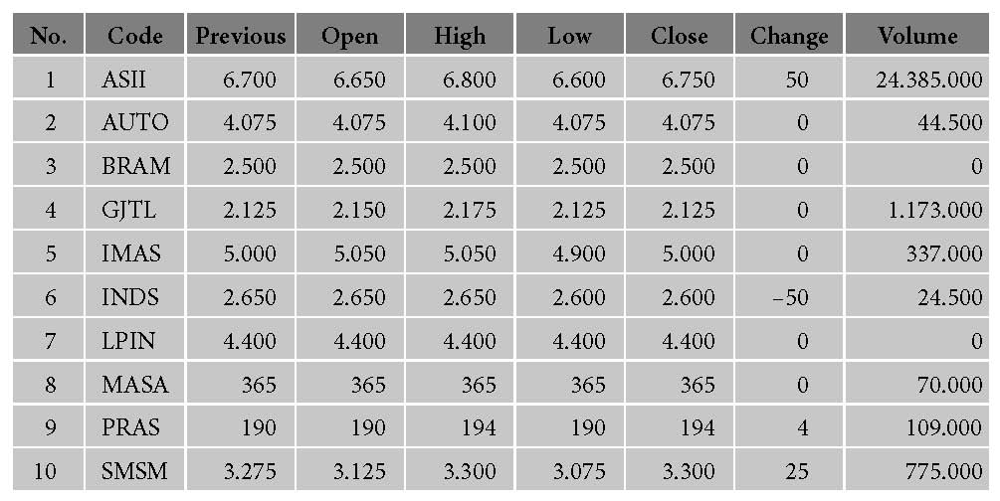 No. Code Previous Open High Low Close Change Volume
1 ASII 6.700 6.650 6.800 6.600 6.750 50 24.385.000
2 AUTO 4.075 4.075 4.100 4.075 4.075 0 44.500
3 BRAM 2.500 2.500 2.500 2.500 2.500 0 0
4 GJTL 2.125 2.150 2.175 2.125 2.125 0 1.173.000
5 IMAS 5.000 5.050 5.050 4.900 5.000 0 337.000
6 INDS 2.650 2.650 2.650 2.600 2.600 –50 24.500
7 LPIN 4.400 4.400 4.400 4.400 4.400 0 0
8 MASA 365 365 365 365 365 0 70.000
9 PRAS 190 190 194 190 194 4 109.000
10 SMSM 3.275 3.125 3.300 3.075 3.300 25 775.000